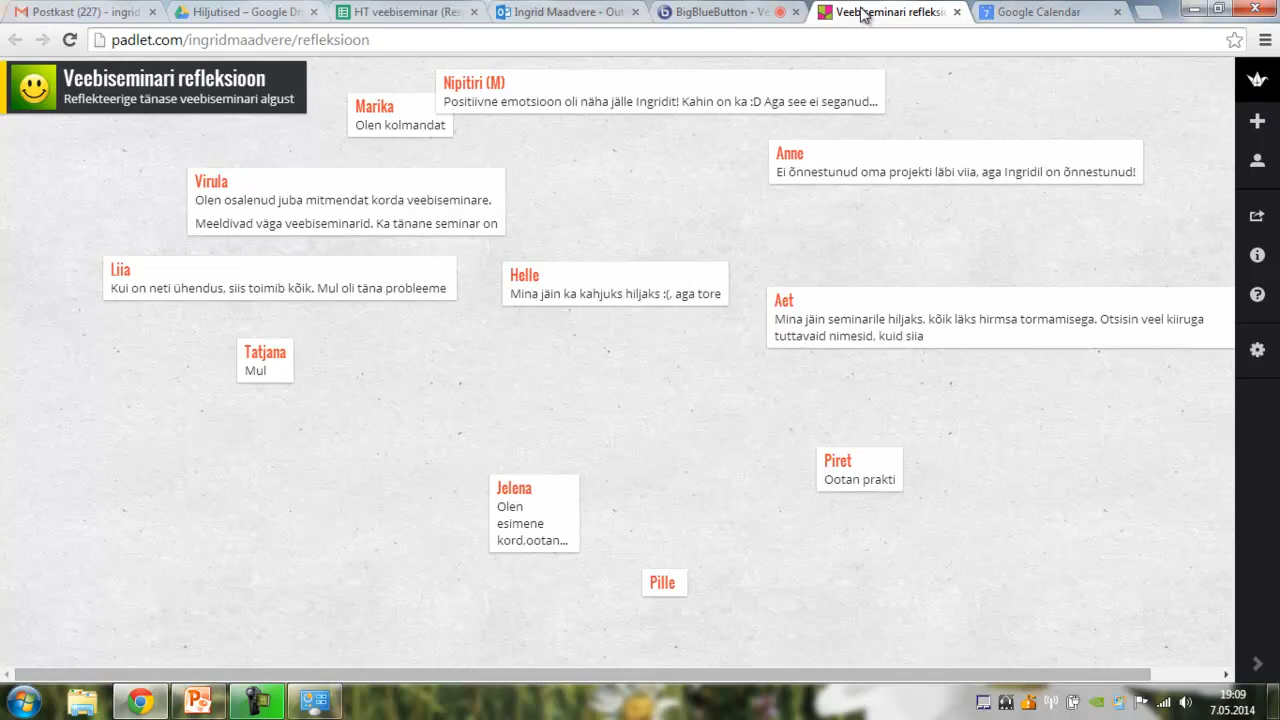 Postkast (227) - ingrid
Hiljutised – Google Dri
HT veebiseminar (Res
Ingrid Maadvere - Out
BigBlueButton - Ve
Veebiseminari refleksi
Google Calendar
padlet.com/ingridmaadvere/refleksioon
Veebiseminari refleksioon
Reflekteerige tänase veebiseminari algust
Nipitiri (M)
Positiivne emotsioon oli näha jälle Ingridit! Kahin on ka :D Aga see ei seganud...
Marika
Olen kolmandat
Anne
Ei õnnestunud oma projekti läbi viia, aga Ingridil on õnnestunud!
Virula
Olen osalenud juba mitmendat korda veebiseminare.
Meeldivad väga veebiseminarid. Ka tänane seminar on
Liia
Kui on neti ühendus, siis toimib kõik. Mul oli täna probleeme
Helle
Mina jäin ka kahjuks hiljaks :(, aga tore
Aet
Mina jäin seminarile hiljaks, kõik läks hirmsa tormamisega. Otsisin veel kiiruga
tuttavaid nimesid, kuid siia
Tatjana
Mul
Piret
Ootan prakti
Jelena
Olen
esimene
kord,ootan...
Pille
19:09
7.05.2014